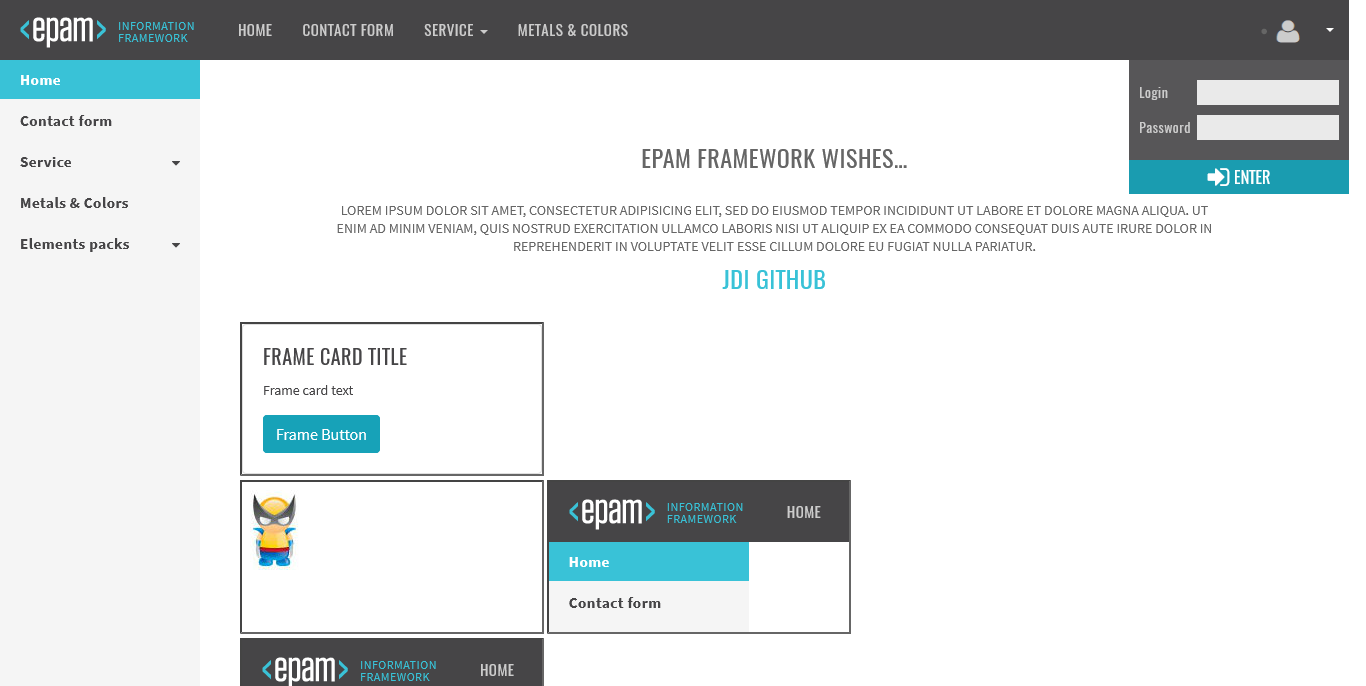 <epam> INFORMATION FRAMEWORK
HOME
CONTACT FORM
SERVICE
METALS & COLORS
Home
Contact form
Service
Metals & Colors
Elements packs
Login
Password
ENTER
EPAM FRAMEWORK WISHES...
LOREM IPSUM DOLOR SIT AMET, CONSECTETUR ADIPISICING ELIT, SED DO EIUSMOD TEMPOR INCIDIDUNT UT LABORE ET DOLORE MAGNA ALIQUA. UT
ENIM AD MINIM VENIAM, QUIS NOSTRUD EXERCITATION ULLAMCO LABORIS NISI UT ALIQUIP EX EA COMMODO CONSEQUAT DUIS AUTE IRURE DOLOR IN
REPREHENDERIT IN VOLUPTATE VELIT ESSE CILLUM DOLORE EU FUGIAT NULLA PARIATUR.
JDI GITHUB
FRAME CARD TITLE
Frame card text
Frame Button
<epam> INFORMATION FRAMEWORK
HOME
Home
Contact form
<epam> INFORMATION FRAMEWORK
HOME